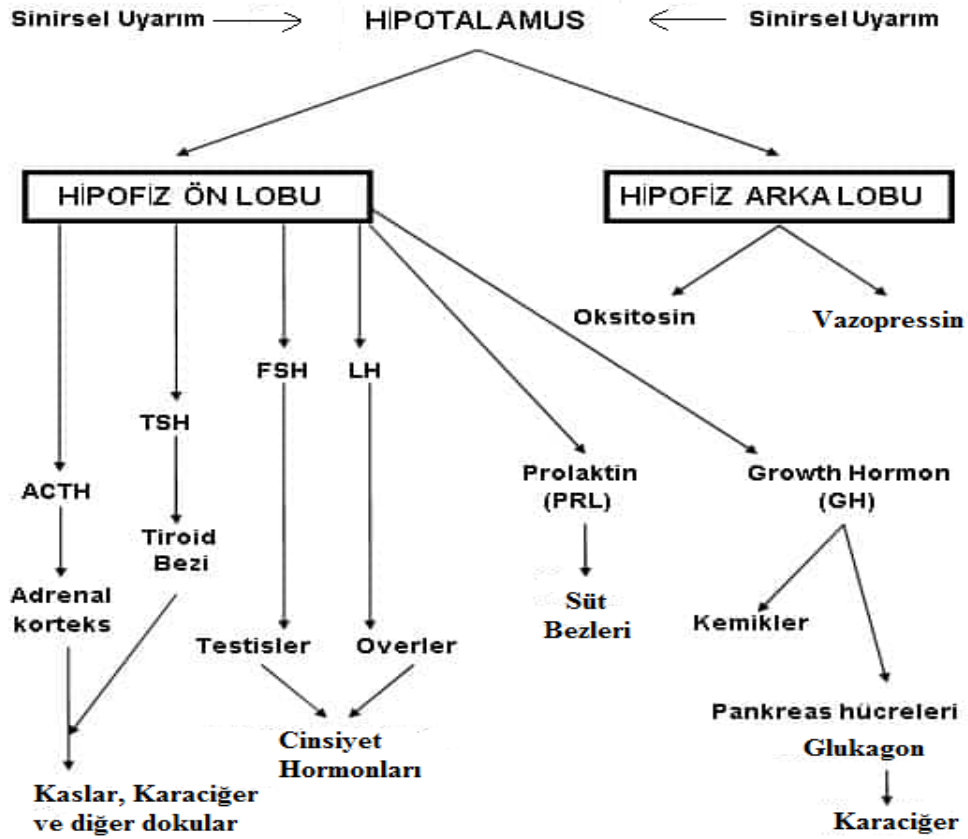 Sinirsel Uyarım
HİPOTALAMUS
Sinirsel Uyarım
HİPOFİZ ÖN LOBU
HİPOFİZ ARKA LOBU
Oksitosin
Vazopressin
FSH
LH
TSH
ACTH
Prolaktin
(PRL)
Growth Hormon
(GH)
Tiroid
Bezi
Adrenal
korteks
Süt
Bezleri
Kemikler
Testisler
Overler
Pankreas hücreleri
Glukagon
Cinsiyet
Hormonları
Kaslar, Karaciğer
ve diğer dokular
Karaciğer